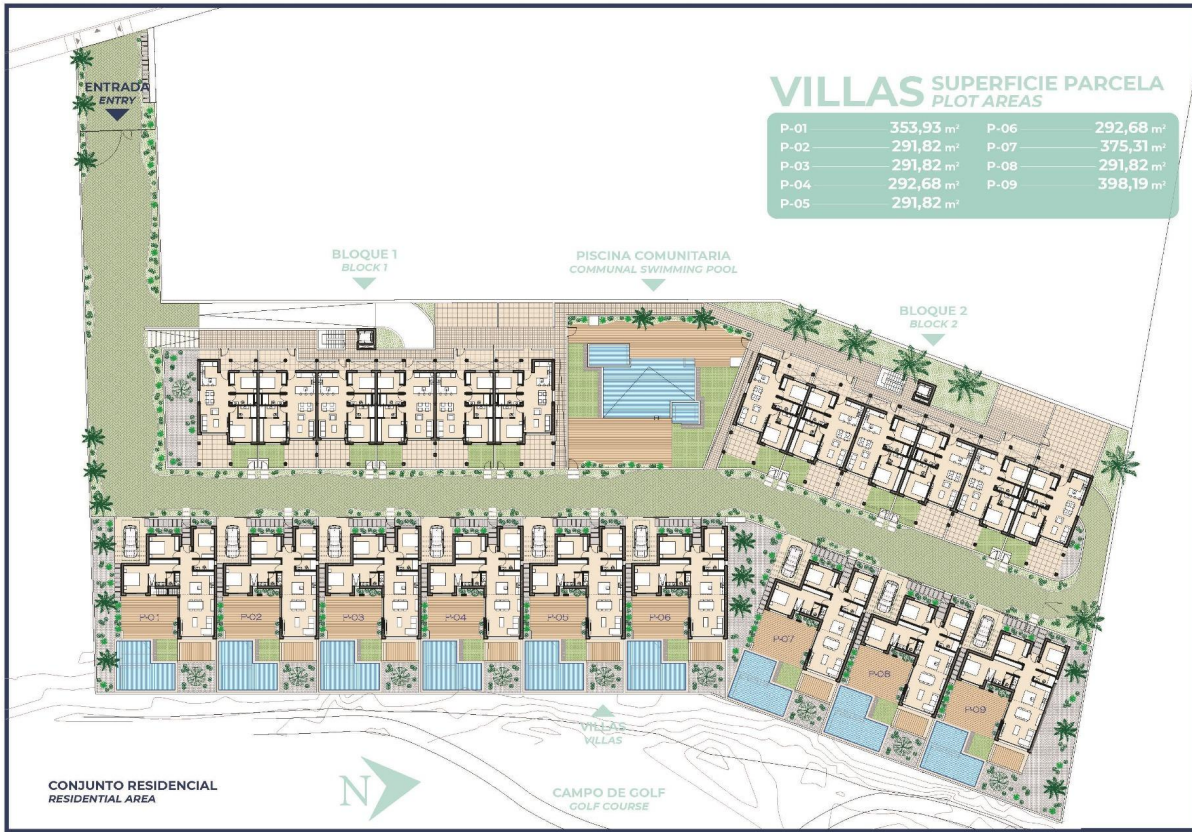 ENTRADA
ENTRY
VILLAS SUPERFICIE PARCELA
PLOT AREAS
P-01 353,93 m² P-06 292,68 m²
P-02 291,82 m² P-07 375,31 m²
P-03 291,82 m² P-08 291,82 m²
P-04 292,68 m² P-09 398,19 m²
P-05 291,82 m²
BLOQUE 1
BLOCK 1
PISCINA COMUNITARIA
COMMUNAL SWIMMING POOL
BLOQUE 2
BLOCK 2
P-01 P-02 P-03 P-04 P-05 P-06
P-07
P-08
P-09
VILLAS
VILLAS
CONJUNTO RESIDENCIAL
RESIDENTIAL AREA
N
CAMPO DE GOLF
GOLF COURSE